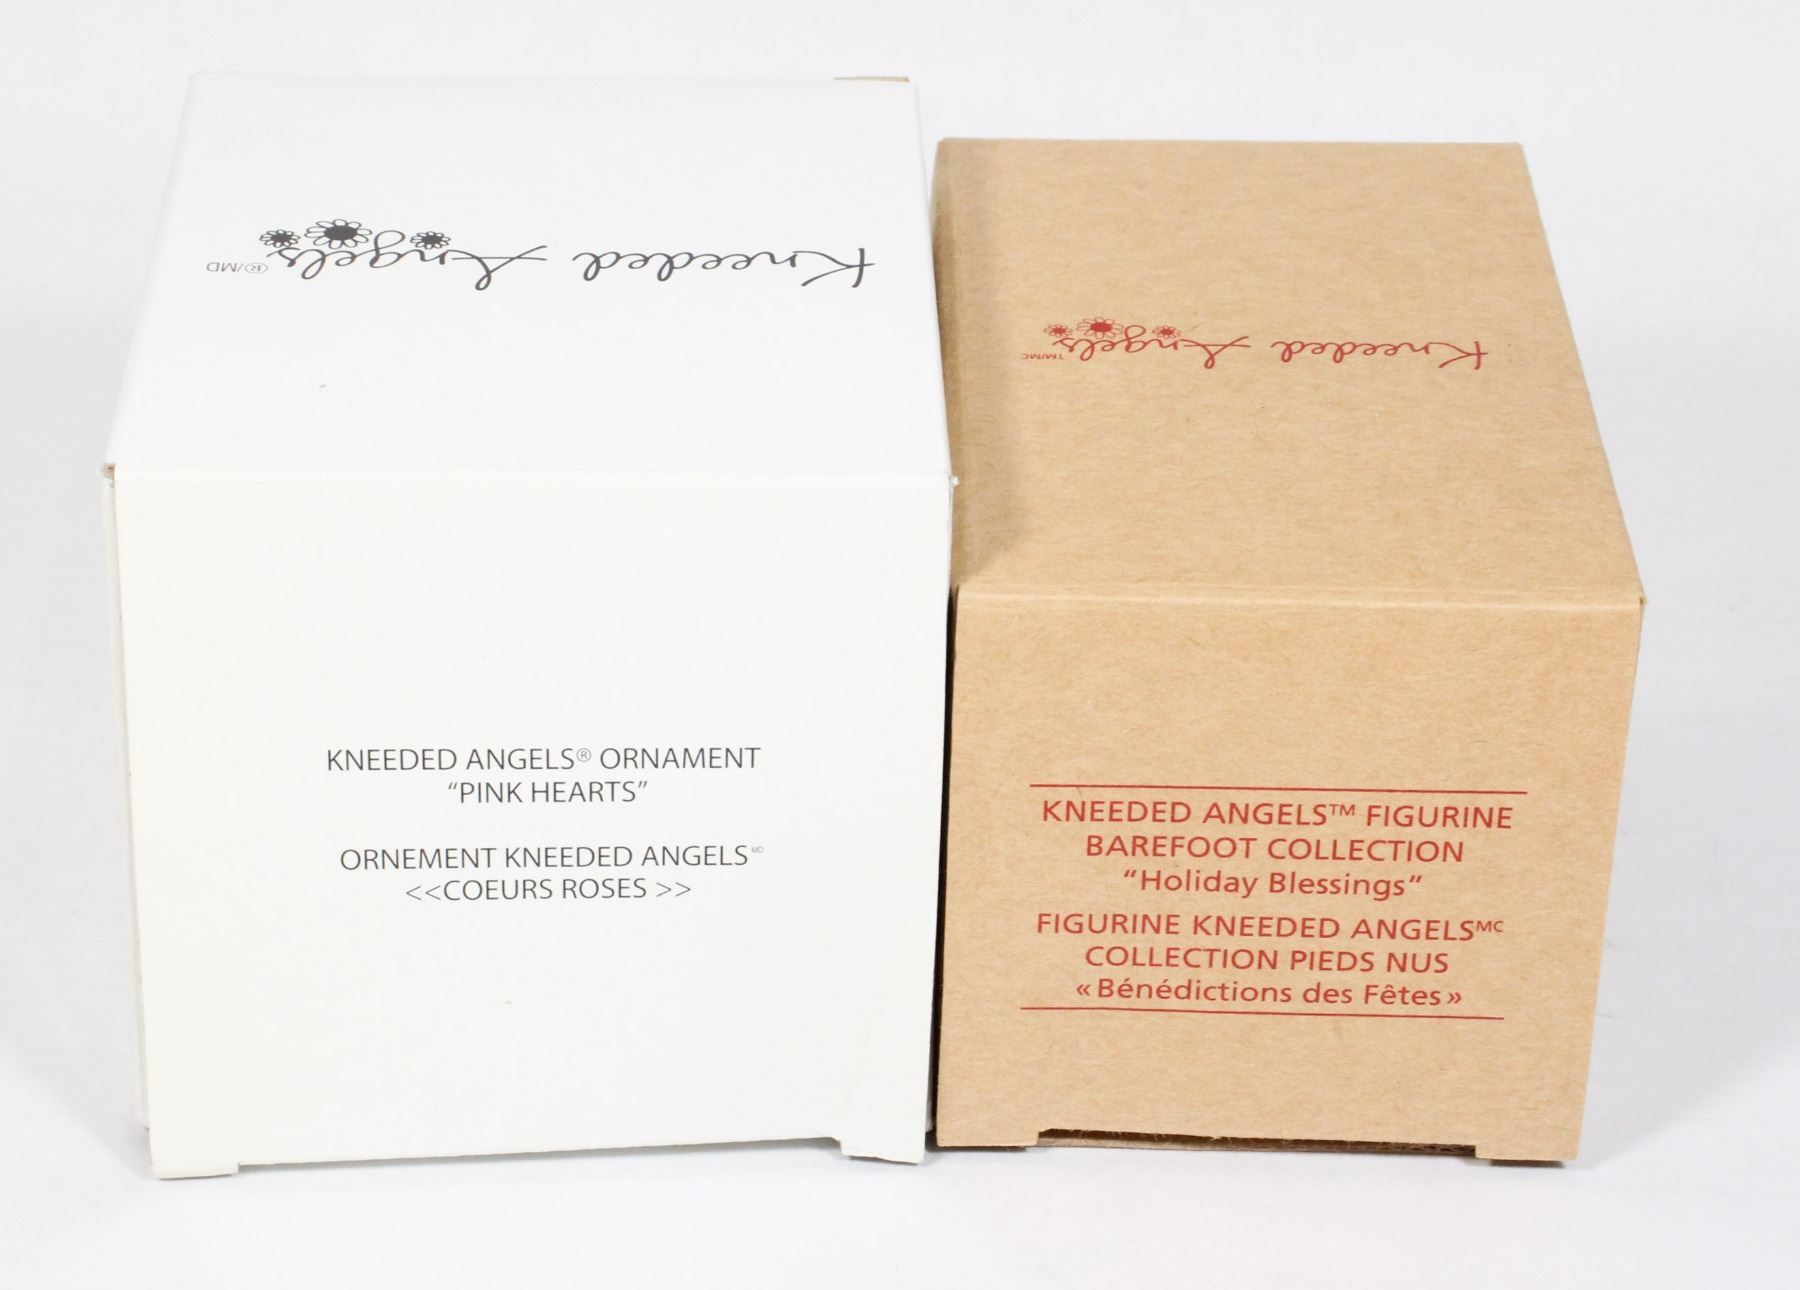 Kneeded Angels ®/MD
KNEEDED ANGELS® ORNAMENT
“PINK HEARTS”
ORNEMENT KNEEDED ANGELS MD
<<COEURS ROSES >>
Kneeded Angels TM/MC
KNEEDED ANGELS™ FIGURINE
BAREFOOT COLLECTION
“Holiday Blessings”
FIGURINE KNEEDED ANGELS MC
COLLECTION PIEDS NUS
« Bénédictions des Fêtes »